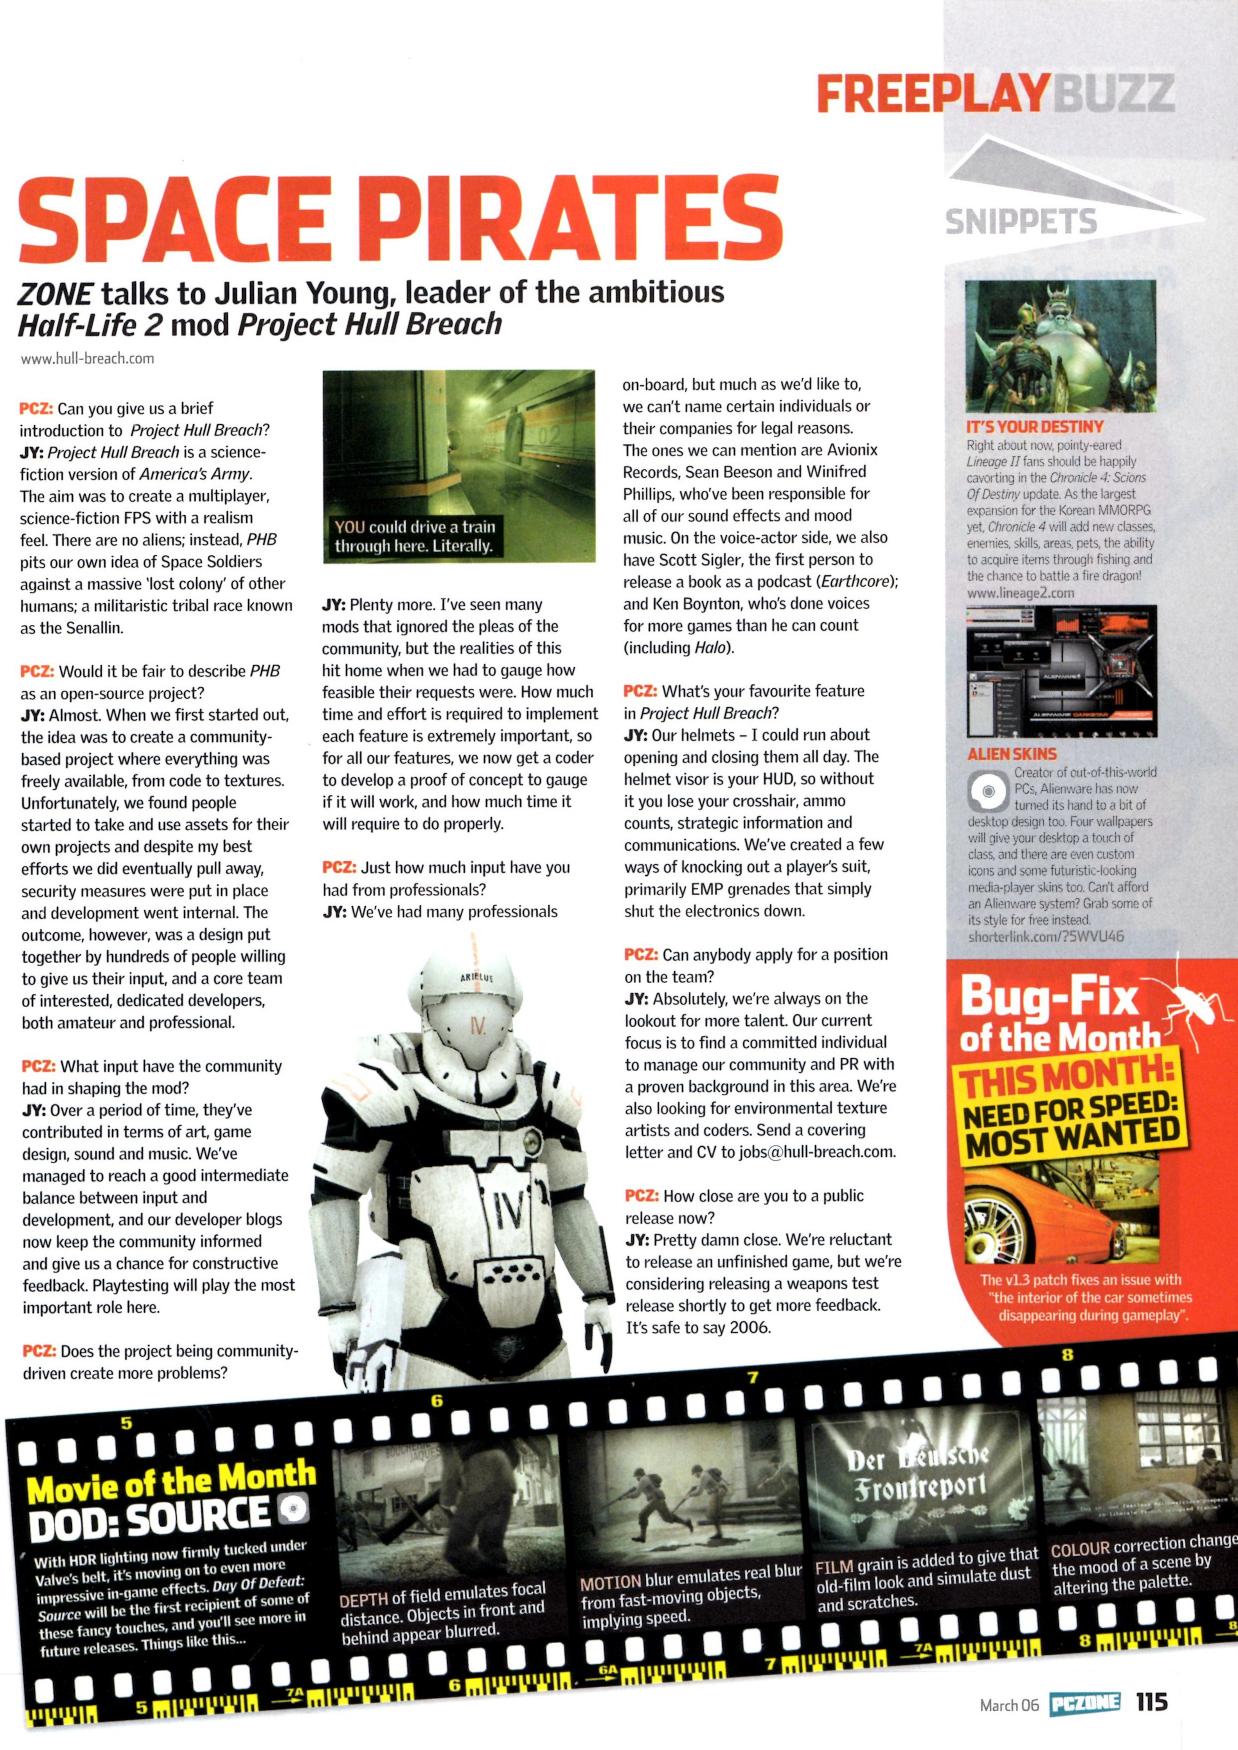 FREEPLAYBUZZ
SPACE PIRATES
ZONE talks to Julian Young, leader of the ambitious
Half-Life 2 mod Project Hull Breach
www.hull-breach.com
PCZ: Can you give us a brief
introduction to Project Hull Breach?
JY: Project Hull Breach is a science-
fiction version of America's Army.
The aim was to create a multiplayer,
science-fiction FPS with a realism
feel. There are no aliens; instead, PHB
pits our own idea of Space Soldiers
against a massive 'lost colony' of other
humans; a militaristic tribal race known
as the Senallin.
PCZ: Would it be fair to describe PHB
as an open-source project?
JY: Almost. When we first started out,
the idea was to create a community-
based project where everything was
freely available, from code to textures.
Unfortunately, we found people
started to take and use assets for their
own projects and despite my best
efforts we did eventually pull away,
security measures were put in place
and development went internal. The
outcome, however, was a design put
together by hundreds of people willing
to give us their input, and a core team
of interested, dedicated developers,
both amateur and professional.
PCZ: What input have the community
had in shaping the mod?
JY: Over a period of time, they've
contributed in terms of art, game
design, sound and music. We've
managed to reach a good intermediate
balance between input and
development, and our developer blogs
now keep the community informed
and give us a chance for constructive
feedback. Playtesting will play the most
important role here.
PCZ: Does the project being community-
driven create more problems?
02
YOU could drive a train
through here. Literally.
JY: Plenty more. I've seen many
mods that ignored the pleas of the
community, but the realities of this
hit home when we had to gauge how
feasible their requests were. How much
time and effort is required to implement
each feature is extremely important, so
for all our features, we now get a coder
to develop a proof of concept to gauge
if it will work, and how much time it
will require to do properly.
PCZ: Just how much input have you
had from professionals?
JY: We've had many professionals
IV.
IV
on-board, but much as we'd like to,
we can't name certain individuals or
their companies for legal reasons.
The ones we can mention are Avionix
Records, Sean Beeson and Winifred
Phillips, who've been responsible for
all of our sound effects and mood
music. On the voice-actor side, we also
have Scott Sigler, the first person to
release a book as a podcast (Earthcore);
and Ken Boynton, who's done voices
for more games than he can count
(including Halo).
PCZ: What's your favourite feature
in Project Hull Breach?
JY: Our helmets – I could run about
opening and closing them all day. The
helmet visor is your HUD, so without
it you lose your crosshair, ammo
counts, strategic information and
communications. We've created a few
ways of knocking out a player's suit,
primarily EMP grenades that simply
shut the electronics down.
PCZ: Can anybody apply for a position
on the team?
JY: Absolutely, we're always on the
lookout for more talent. Our current
focus is to find a committed individual
to manage our community and PR with
a proven background in this area. We're
also looking for environmental texture
artists and coders. Send a covering
letter and CV to jobs@hull-breach.com.
PCZ: How close are you to a public
release now?
JY: Pretty damn close. We're reluctant
to release an unfinished game, but we're
considering releasing a weapons test
release shortly to get more feedback.
It's safe to say 2006.
SNIPPETS
IT'S YOUR DESTINY
Right about now, pointy-eared
Lineage II fans should be happily
cavorting in the Chronicle 4: Scions
Of Destiny update. As the largest
expansion for the Korean MMORPG
yet, Chronicle 4 will add new classes,
enemies, skills, areas, pets, the ability
to acquire items through fishing and
the chance to battle a fire dragon!
www.lineage2.com
ALIENWARE
ALIENWARE DARKSTAR
ALIEN SKINS
Creator of out-of-this-world
PCs, Alienware has now
turned its hand to a bit of
desktop design too. Four wallpapers
will give your desktop a touch of
class, and there are even custom
icons and some futuristic-looking
media-player skins too. Can't afford
an Alienware system? Grab some of
its style for free instead.
shorterlink.com/?5WVU46
Bug-Fix
of the Month
THIS MONTH:
NEED FOR SPEED:
MOST WANTED
The v1.3 patch fixes an issue with
"the interior of the car sometimes
disappearing during gameplay".
5
6
7
8
Movie of the Month
DOD: SOURCE
With HDR lighting now firmly tucked under
Valve's belt, it's moving on to even more
impressive in-game effects. Day Of Defeat:
Source will be the first recipient of some of
these fancy touches, and you'll see more in
future releases. Things like this...
DEPTH of field emulates focal
distance. Objects in front and
behind appear blurred.
MOTION blur emulates real blur
from fast-moving objects,
implying speed.
Der Deutsche
Frontreport
FILM grain is added to give that
old-film look and simulate dust
and scratches.
COLOUR correction change
the mood of a scene by
altering the palette.
5
7A
6
6A
7
7A
8
8
March 06 PCZONE 115